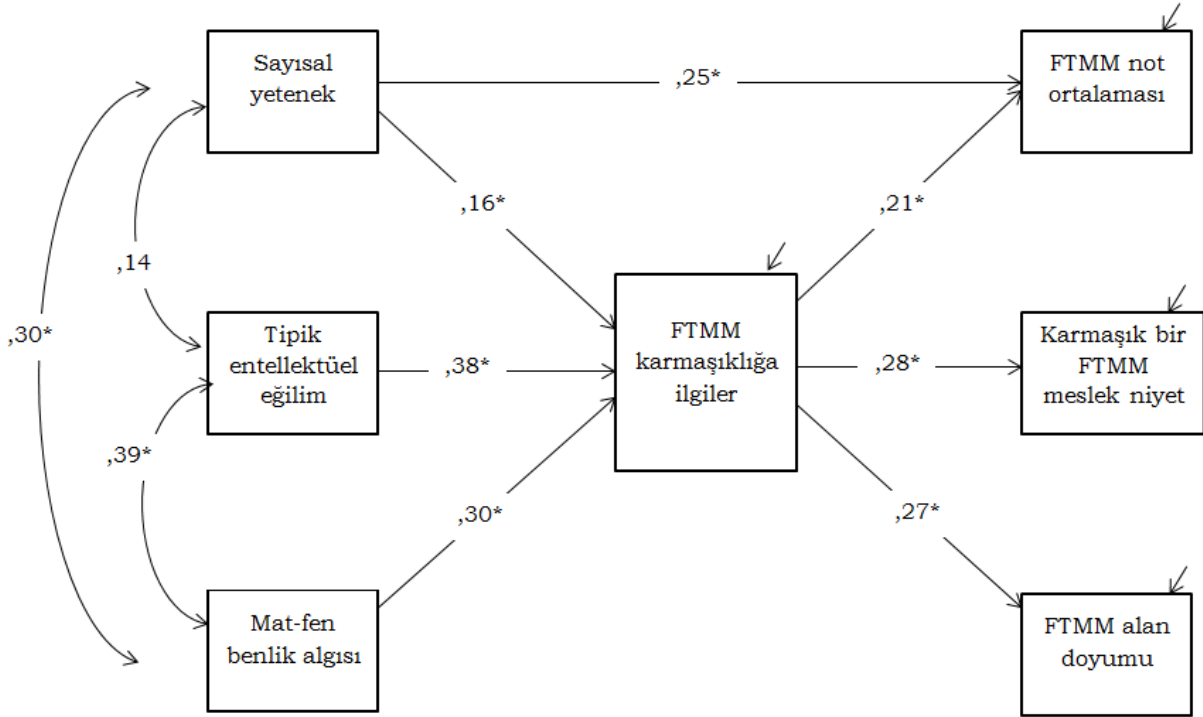 Sayısal
yetenek
,25*
FTMM not
ortalaması
,16*
,21*
,14
,30*
Tipik
entellektüel
eğilim
,38*
FTMM
karmaşıklığa
ilgiler
,28*
Karmaşık bir
FTMM
meslek niyet
,39*
,30*
,27*
Mat-fen
benlik algısı
FTMM alan
doyumu